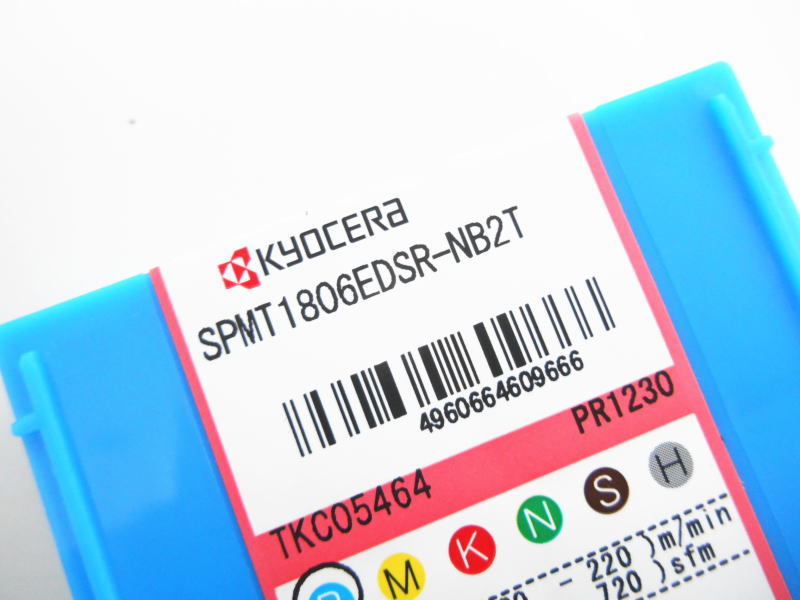 KYOCERA
SPMT1806EDSR-NB2T
4960664609666
PR1230
TKC05464
P M K N S H
- 220 ) m/min
720 ) sfm